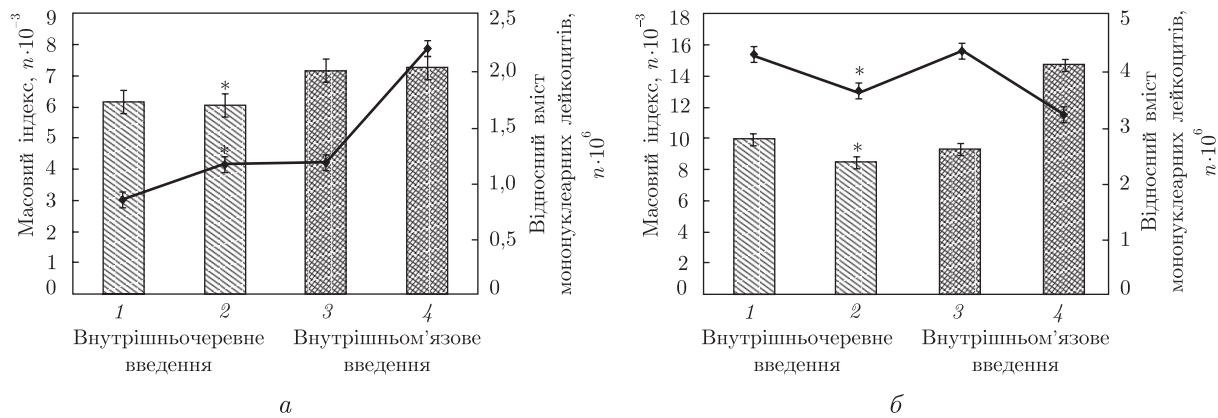 Масовий індекс, n·10⁻³
9
8
7
6
5
4
3
2
1
0
*
*
2,5
2,0
1,5
1,0
0,5
0
Відносний вміст
мононуклеарних лейкоцитів,
n·10⁶
1 2 3 4
Внутрішньочеревне Внутрішньом’язове
введення введення
а
Масовий індекс, n·10⁻³
18
16
14
12
10
8
6
4
2
0
*
*
5
4
3
2
1
0
Відносний вміст
мононуклеарних лейкоцитів,
n·10⁶
1 2 3 4
Внутрішньочеревне Внутрішньом’язове
введення введення
б